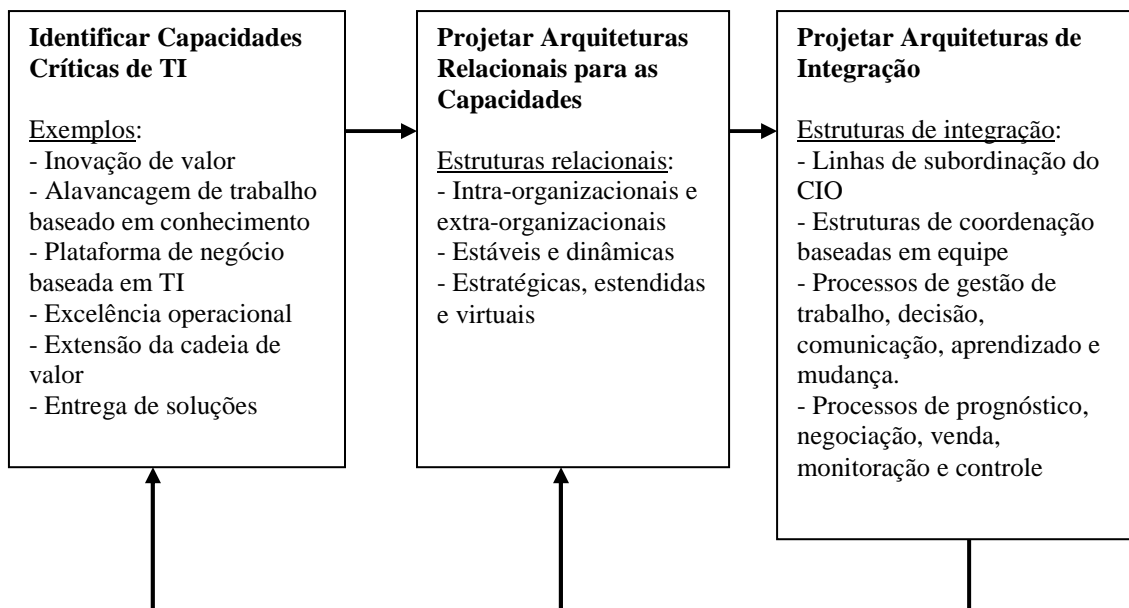 Identificar Capacidades
Críticas de TI
Exemplos:
- Inovação de valor
- Alavancagem de trabalho
baseado em conhecimento
- Plataforma de negócio
baseada em TI
- Excelência operacional
- Extensão da cadeia de
valor
- Entrega de soluções
Projetar Arquiteturas
Relacionais para as
Capacidades
Estruturas relacionais:
- Intra-organizacionais e
extra-organizacionais
- Estáveis e dinâmicas
- Estratégicas, estendidas
e virtuais
Projetar Arquiteturas de
Integração
Estruturas de integração:
- Linhas de subordinação do
CIO
- Estruturas de coordenação
baseadas em equipe
- Processos de gestão de
trabalho, decisão,
comunicação, aprendizado e
mudança.
- Processos de prognóstico,
negociação, venda,
monitoração e controle